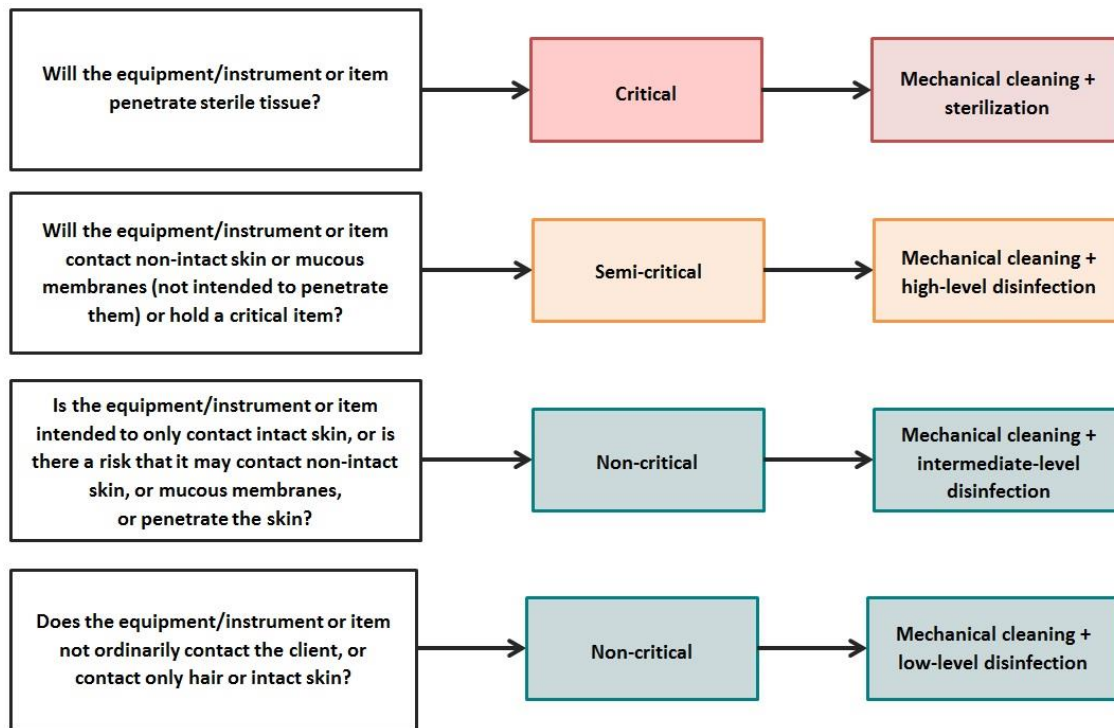 Will the equipment/instrument or item
penetrate sterile tissue?
Critical
Mechanical cleaning +
sterilization
Will the equipment/instrument or item
contact non-intact skin or mucous
membranes (not intended to penetrate
them) or hold a critical item?
Semi-critical
Mechanical cleaning +
high-level disinfection
Is the equipment/instrument or item
intended to only contact intact skin, or is
there a risk that it may contact non-intact
skin, or mucous membranes,
or penetrate the skin?
Non-critical
Mechanical cleaning +
intermediate-level
disinfection
Does the equipment/instrument or item
not ordinarily contact the client, or
contact only hair or intact skin?
Non-critical
Mechanical cleaning +
low-level disinfection